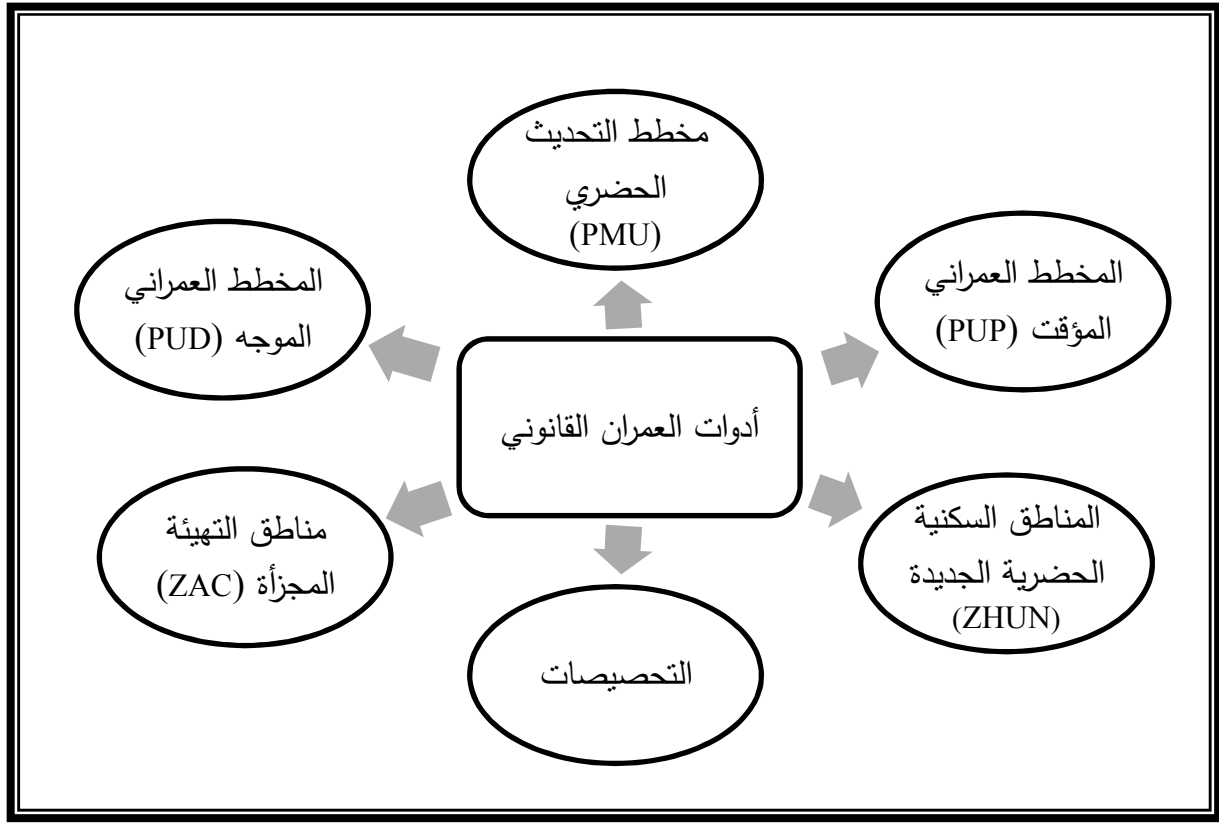 مخطط التحديث
الحضري
(PMU)
المخطط العمراني
المؤقت (PUP)
المخطط العمراني
الموجه (PUD)
أدوات العمران القانوني
المناطق السكنية
الحضرية الجديدة
(ZHUN)
مناطق التهيئة
المجزأة (ZAC)
التحصيصات